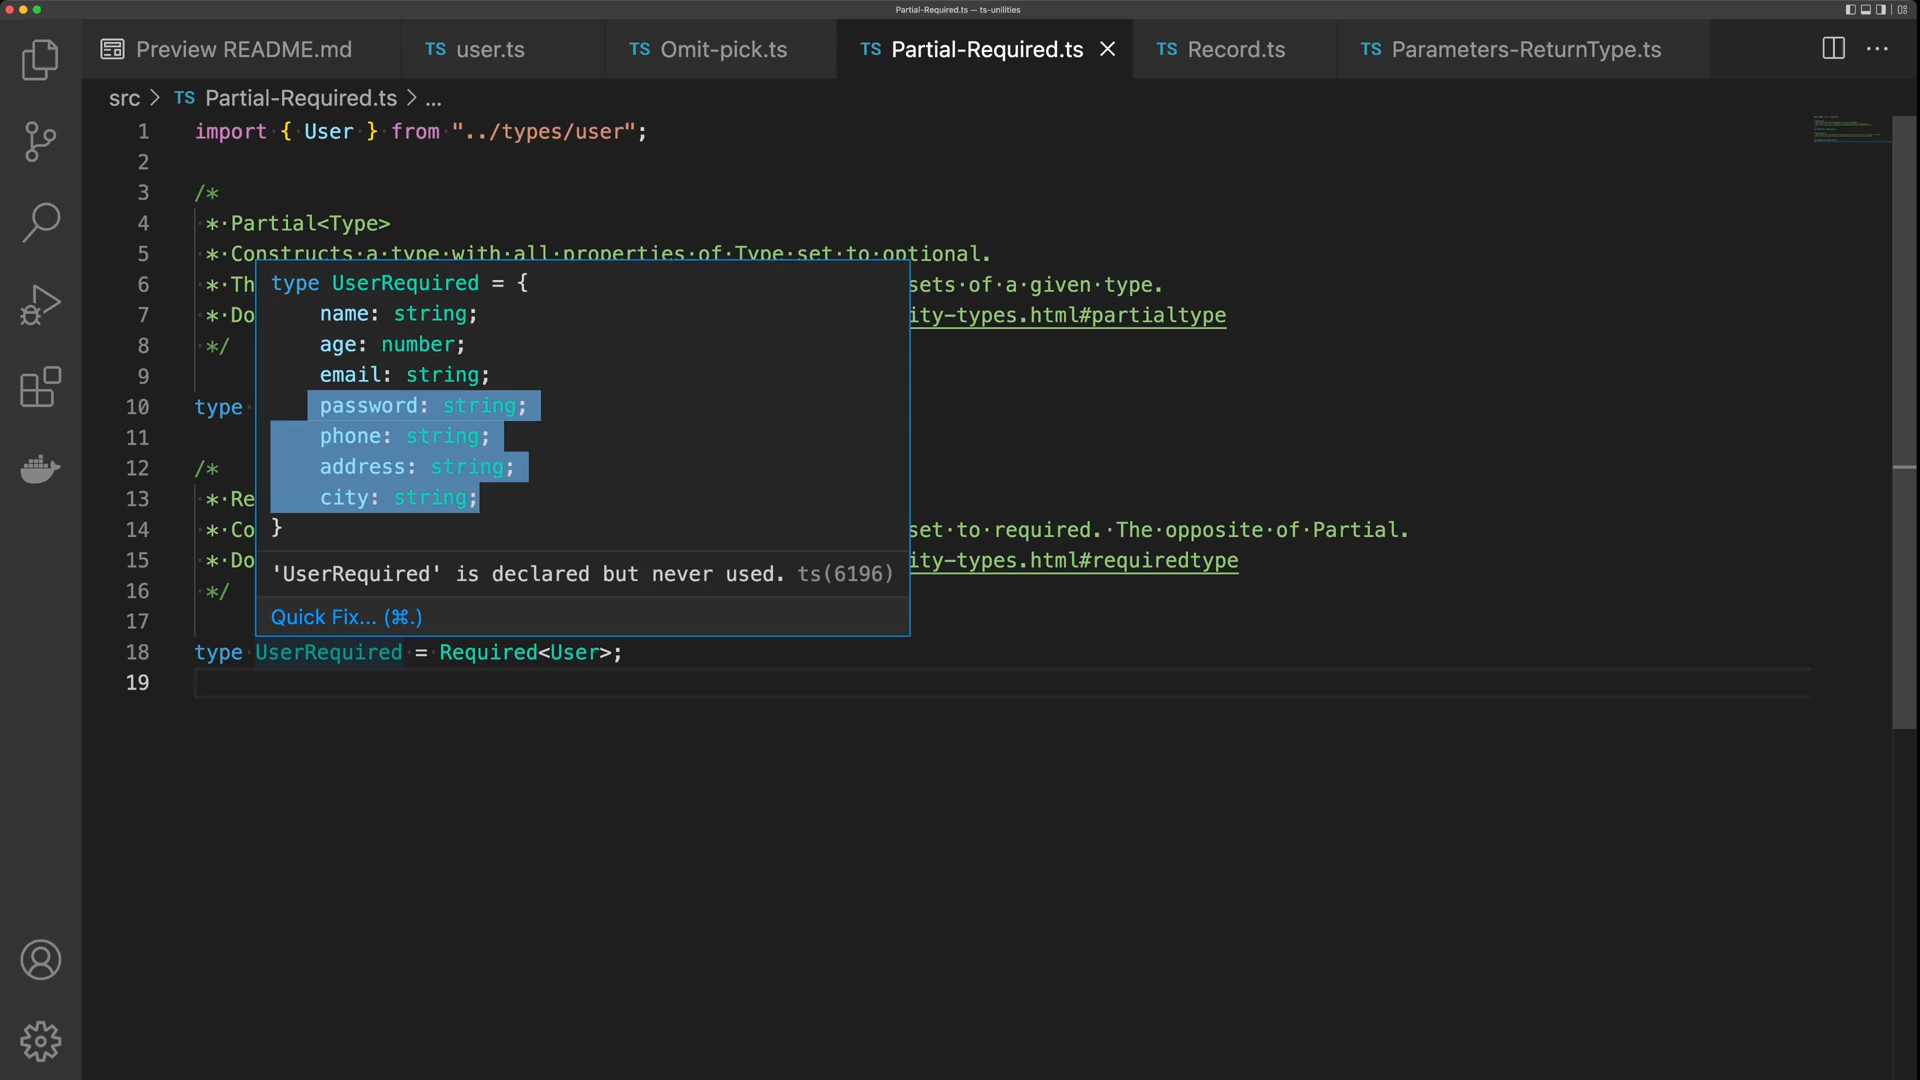 Partial-Required.ts — ts-unilities
Preview README.md
TS user.ts
TS Omit-pick.ts
TS Partial-Required.ts
TS Record.ts
TS Parameters-ReturnType.ts
src > TS Partial-Required.ts > ...
1 import { User } from "../types/user";
2
3 /*
4 * Partial<Type>
5 * Constructs a type with all properties of Type set to optional.
6 * Th sets of a given type.
7 * Do ity-types.html#partialtype
8 */
9
10 type
11
12 /*
13 * Re
14 * Co set to required. The opposite of Partial.
15 * Do ity-types.html#requiredtype
16 */
17
18 type UserRequired = Required<User>;
19
type UserRequired = {
name: string;
age: number;
email: string;
password: string;
phone: string;
address: string;
city: string;
}
'UserRequired' is declared but never used. ts(6196)
Quick Fix... (⌘.)